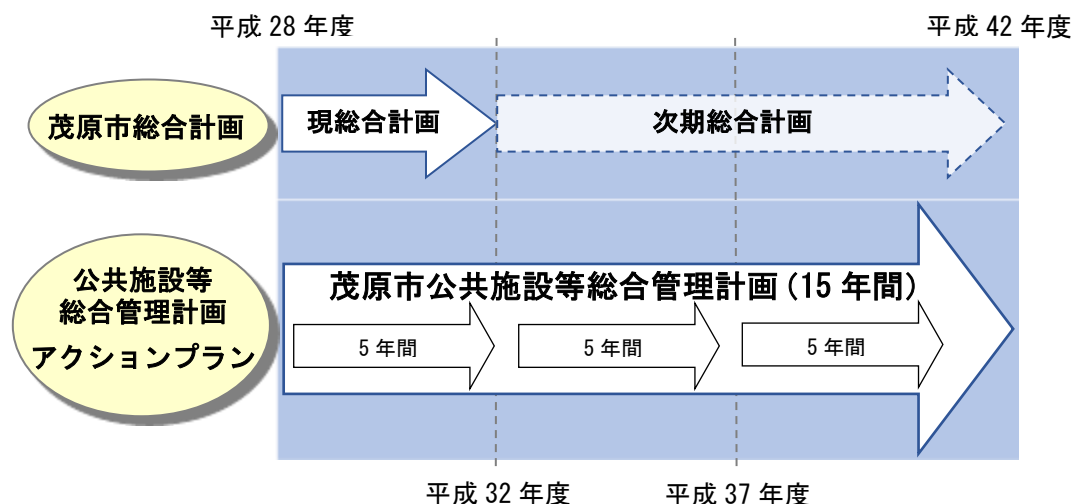 平成 28 年度
平成 42 年度
茂原市総合計画
現総合計画
次期総合計画
公共施設等
総合管理計画
アクションプラン
茂原市公共施設等総合管理計画(15 年間)
5 年間
5 年間
5 年間
平成 32 年度
平成 37 年度